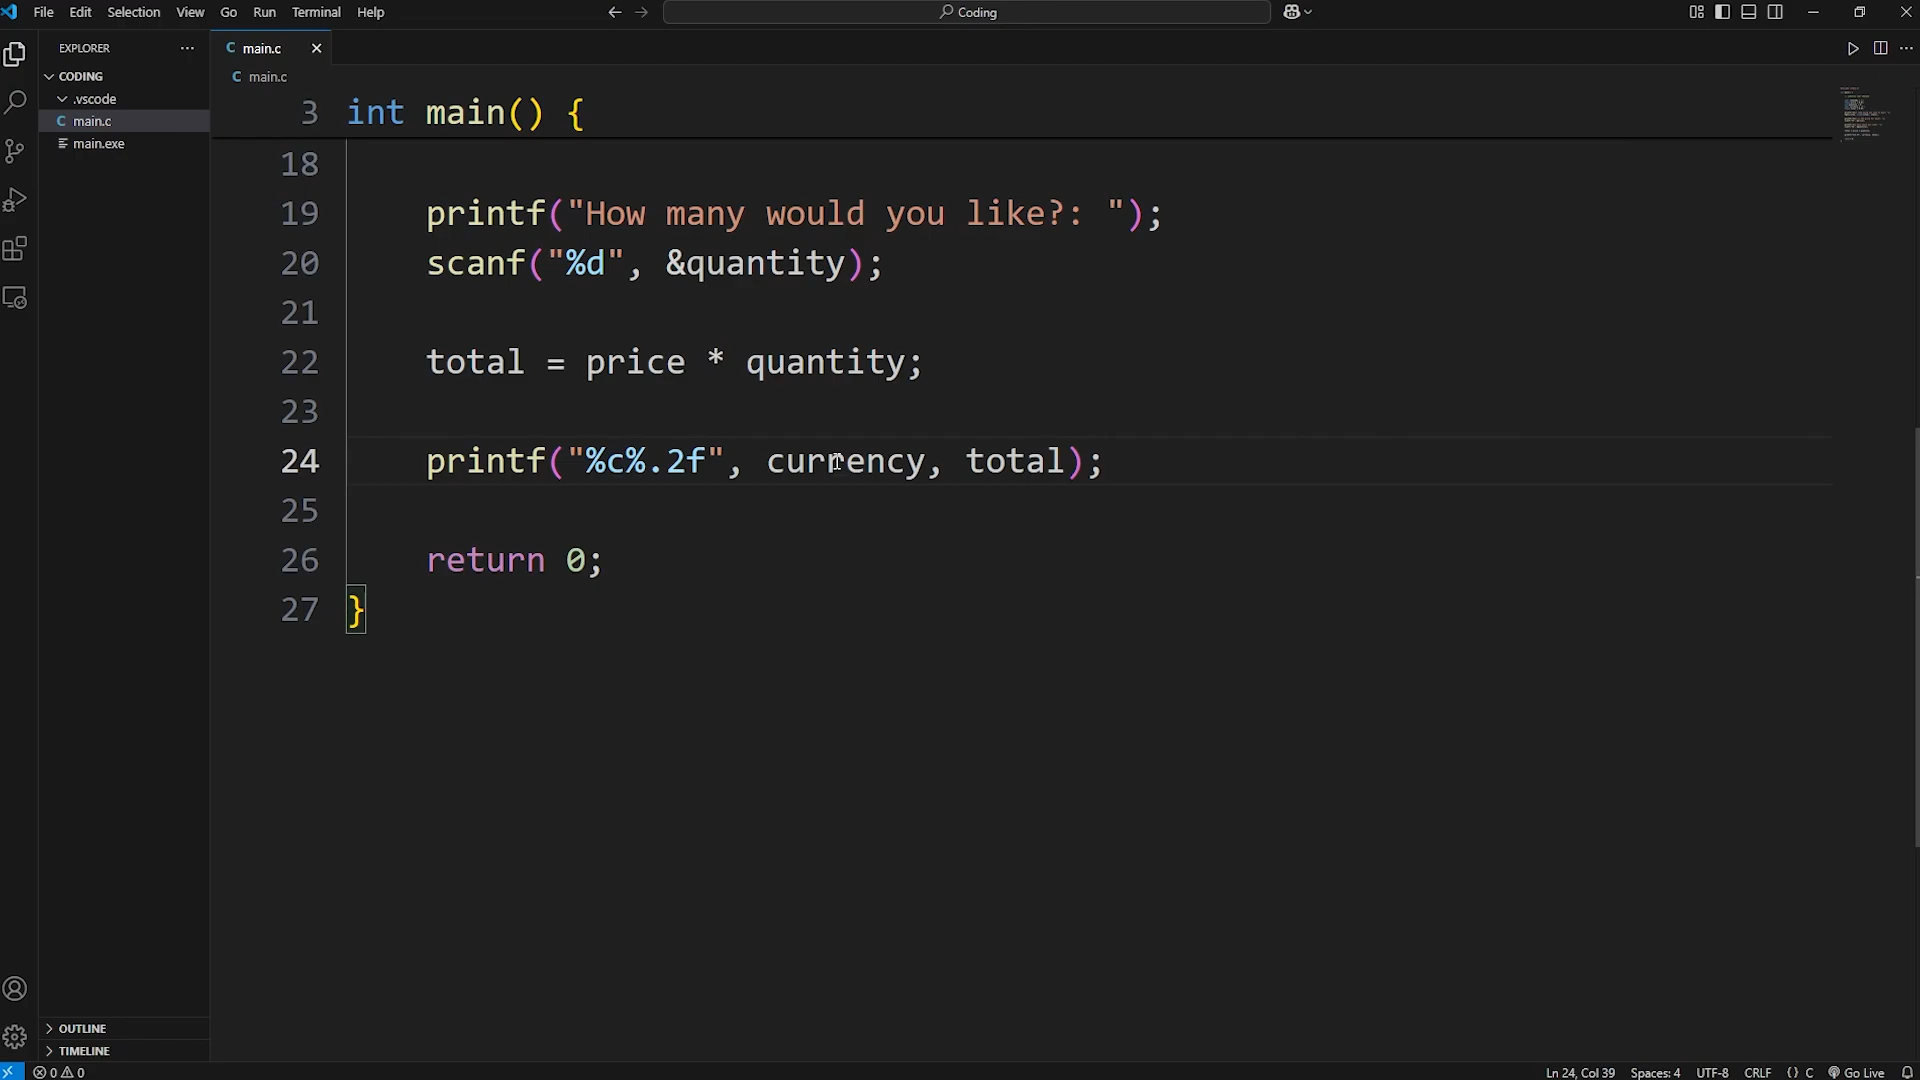 File Edit Selection View Go Run Terminal Help
Coding
EXPLORER
CODING
.vscode
C main.c
main.exe
OUTLINE
TIMELINE
C main.c
C main.c
3 int main() {
18
19 printf("How many would you like?: ");
20 scanf("%d", &quantity);
21
22 total = price * quantity;
23
24 printf("%c%.2f", currency, total);
25
26 return 0;
27 }
0 0
Ln 24, Col 39 Spaces: 4 UTF-8 CRLF {} C Go Live